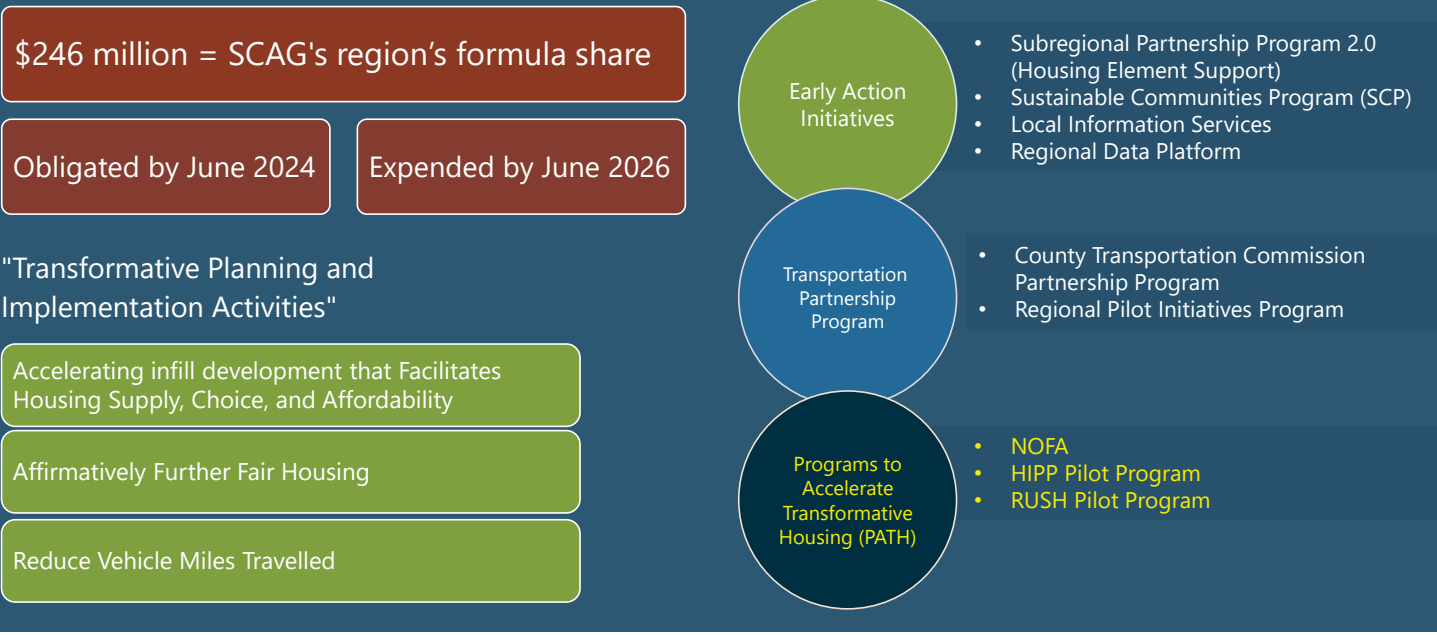 $246 million = SCAG's region’s formula share
Obligated by June 2024
Expended by June 2026
"Transformative Planning and
Implementation Activities"
Accelerating infill development that Facilitates
Housing Supply, Choice, and Affordability
Affirmatively Further Fair Housing
Reduce Vehicle Miles Travelled
Early Action
Initiatives
• Subregional Partnership Program 2.0
(Housing Element Support)
• Sustainable Communities Program (SCP)
• Local Information Services
• Regional Data Platform
Transportation
Partnership
Program
• County Transportation Commission
Partnership Program
• Regional Pilot Initiatives Program
Programs to
Accelerate
Transformative
Housing (PATH)
• NOFA
• HIPP Pilot Program
• RUSH Pilot Program